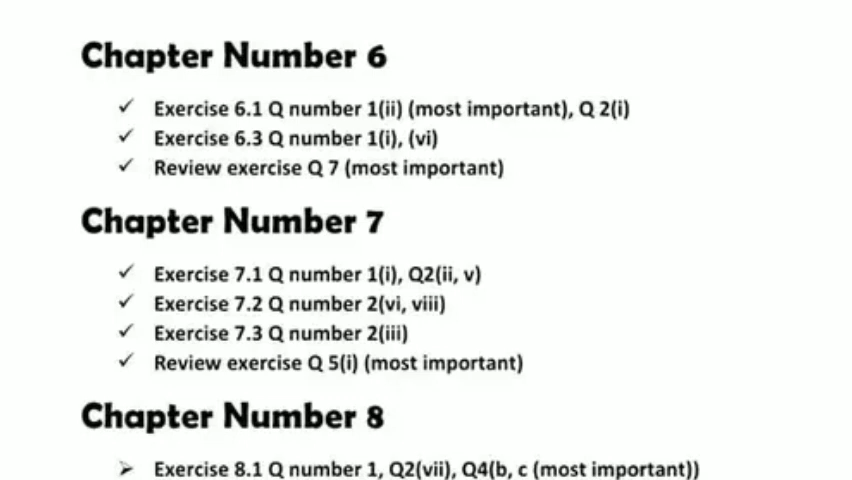 Chapter Number 6
✓ Exercise 6.1 Q number 1(ii) (most important), Q 2(i)
✓ Exercise 6.3 Q number 1(i), (vi)
✓ Review exercise Q 7 (most important)
Chapter Number 7
✓ Exercise 7.1 Q number 1(i), Q2(ii, v)
✓ Exercise 7.2 Q number 2(vi, viii)
✓ Exercise 7.3 Q number 2(iii)
✓ Review exercise Q 5(i) (most important)
Chapter Number 8
➢ Exercise 8.1 Q number 1, Q2(vii), Q4(b, c (most important))